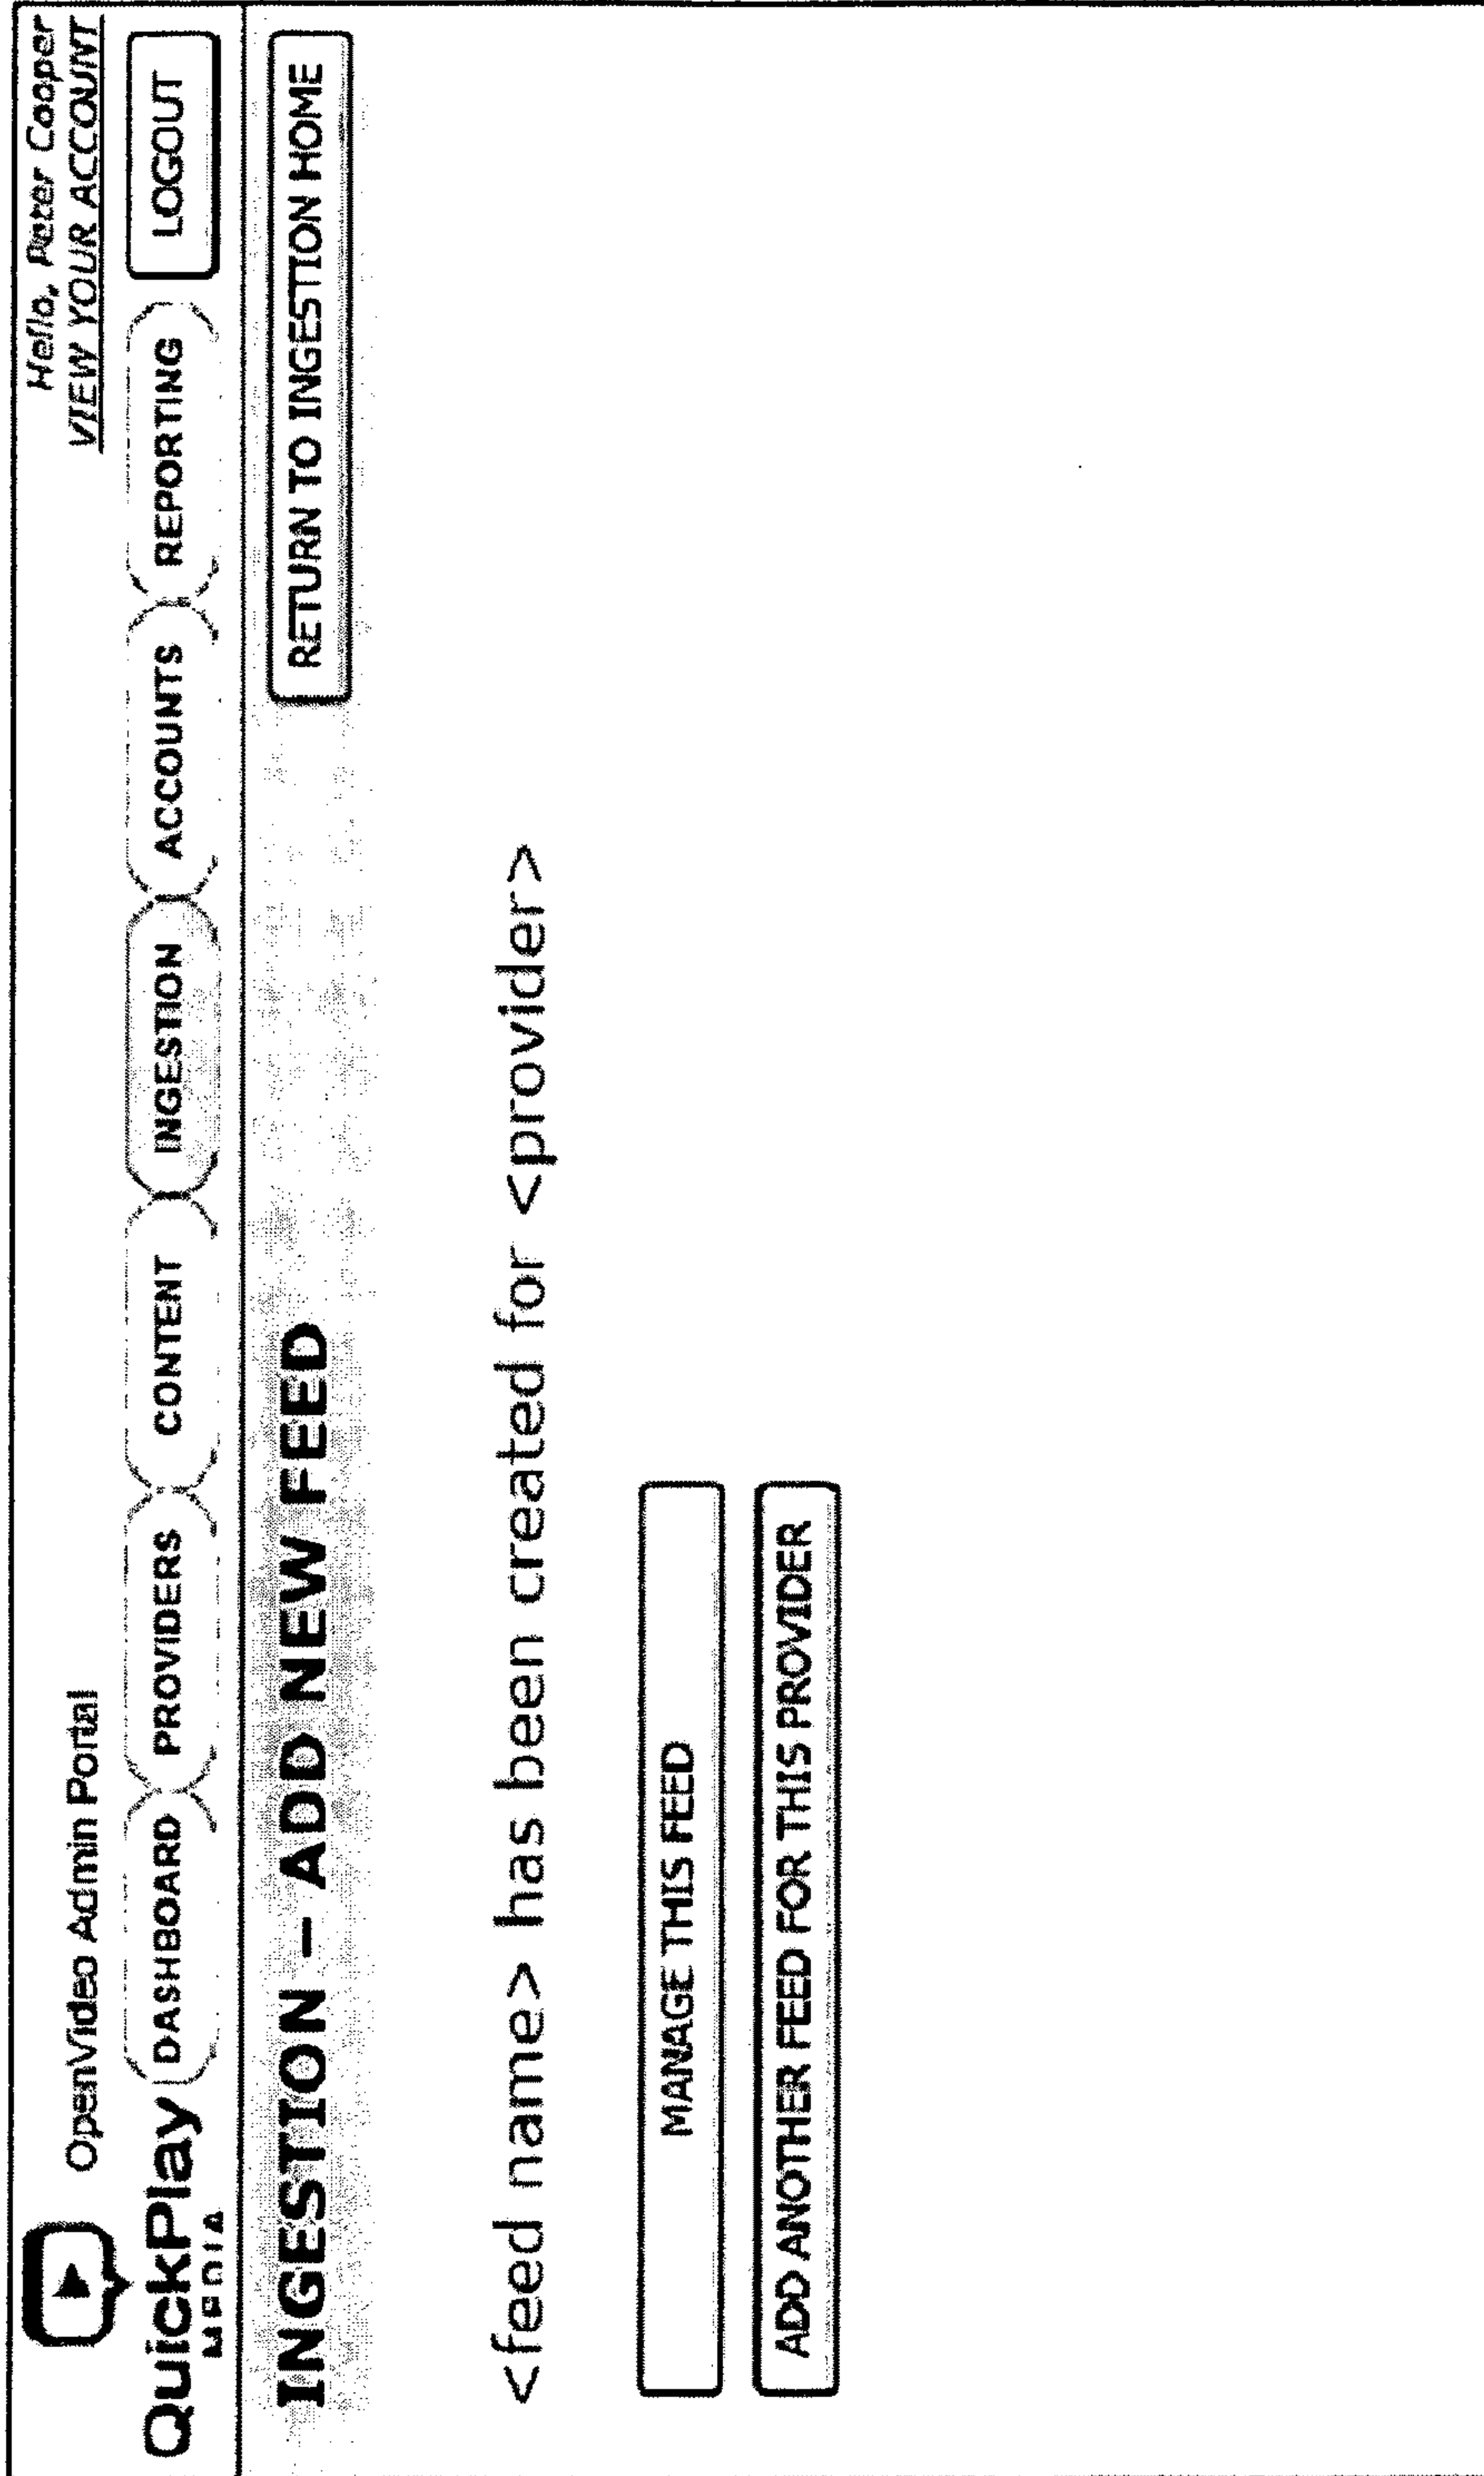 Hello, Peter Cooper
OpenVideo Admin Portal
VIEW YOUR ACCOUNT
QuickPlay
MEDIA
DASHBOARD
PROVIDERS
CONTENT
INGESTION
ACCOUNTS
REPORTING
LOGOUT
INGESTION – ADD NEW FEED
RETURN TO INGESTION HOME
<feed name> has been created for <provider>
MANAGE THIS FEED
ADD ANOTHER FEED FOR THIS PROVIDER